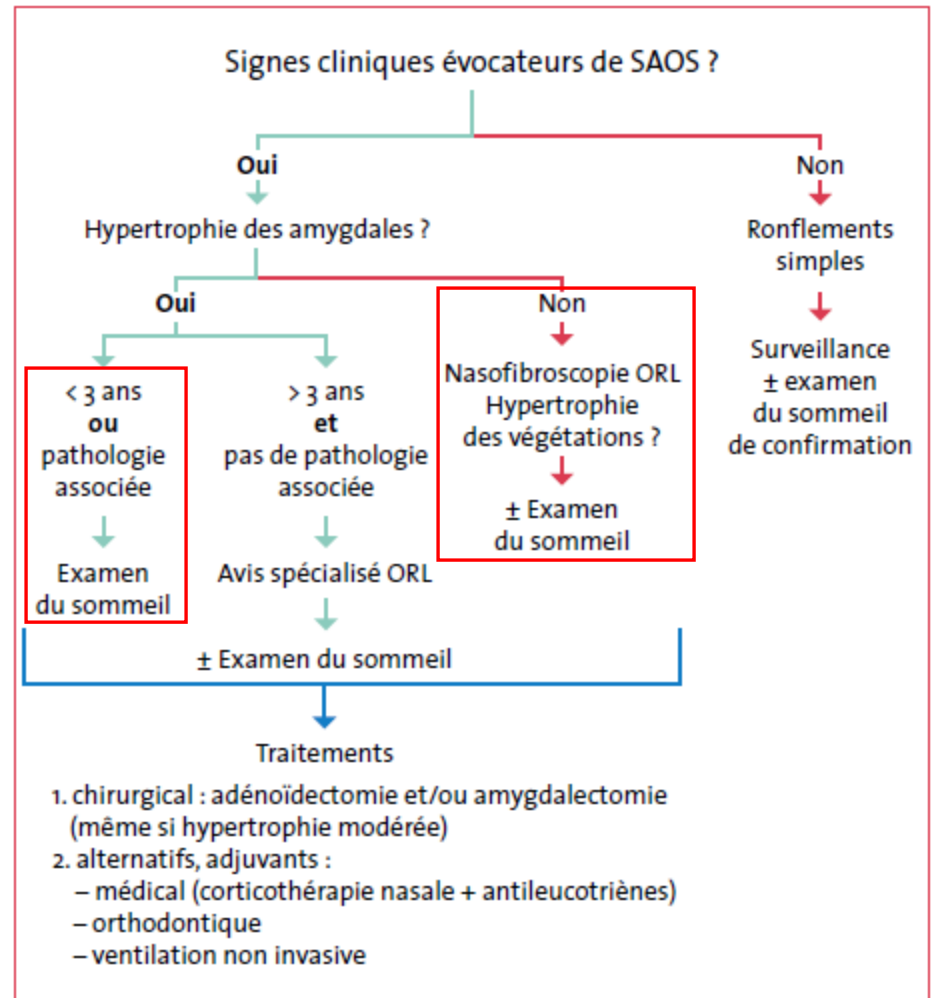 Signes cliniques évocateurs de SAOS ?
Oui
Non
Hypertrophie des amygdales ?
Ronflements
simples
Oui
Non
Surveillance
± examen
du sommeil
de confirmation
< 3 ans
ou
pathologie
associée
Examen
du sommeil
> 3 ans
et
pas de pathologie
associée
Avis spécialisé ORL
± Examen du sommeil
Nasofibroscopie ORL
Hypertrophie
des végétations ?
± Examen
du sommeil
Traitements
1. chirurgical : adénoïdectomie et/ou amygdalectomie
(même si hypertrophie modérée)
2. alternatifs, adjuvants :
– médical (corticothérapie nasale + antileucotriènes)
– orthodontique
– ventilation non invasive